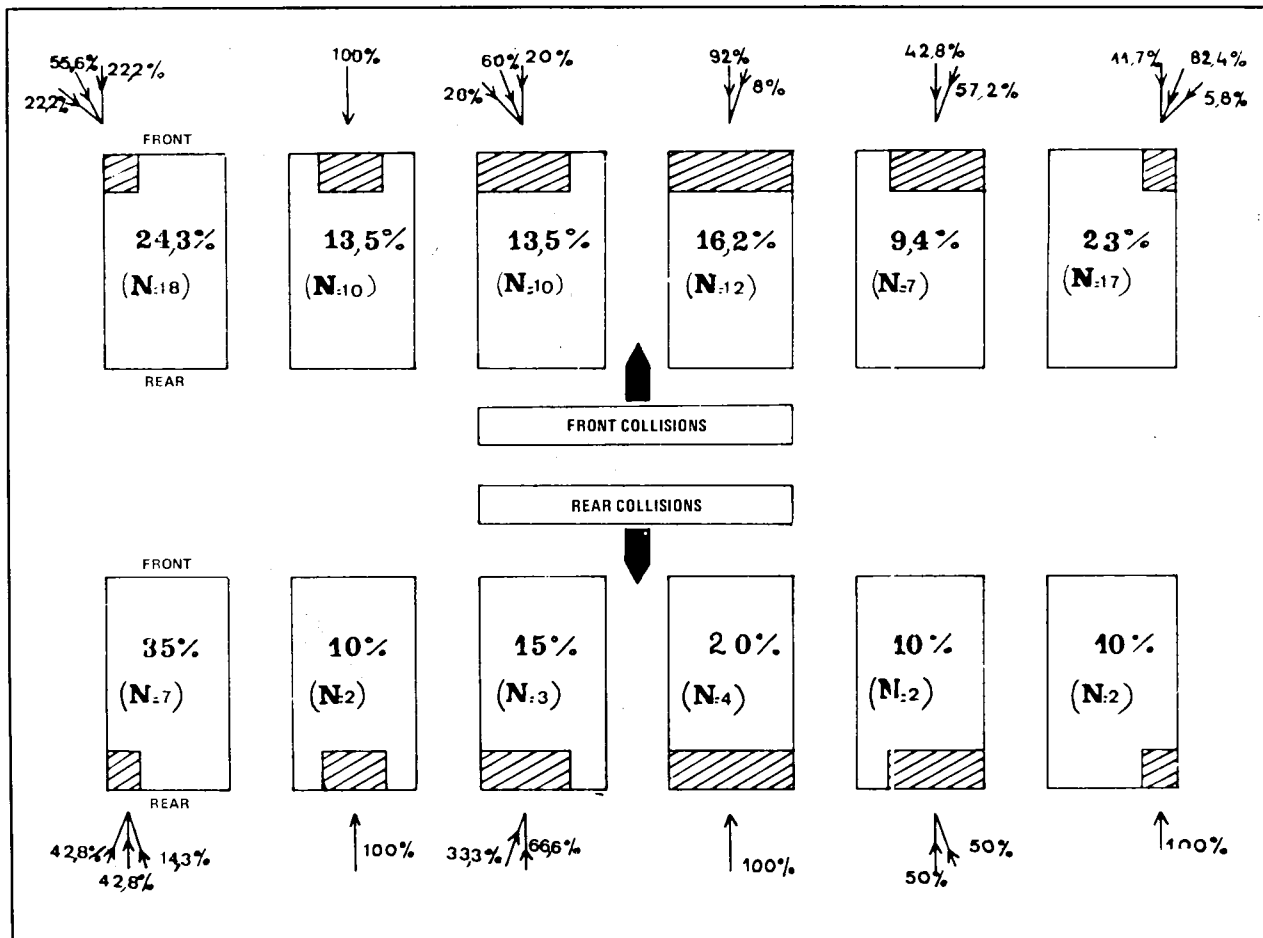 55,6% 22,2% 100% 60% 20% 92% 42,8% 11,7% 82,4%
22,2% 20% 8% 57,2% 5,8%
FRONT
24,3% 13,5% 13,5% 16,2% 9,4% 23%
(N=18) (N=10) (N=10) (N=12) (N=7) (N=17)
REAR
FRONT COLLISIONS
REAR COLLISIONS
FRONT
35% 10% 15% 20% 10% 10%
(N=7) (N=2) (N=3) (N=4) (N=2) (N=2)
REAR
42,8% 14,3% 100% 33,3% 66,6% 100% 50% 100%
42,8% 50%